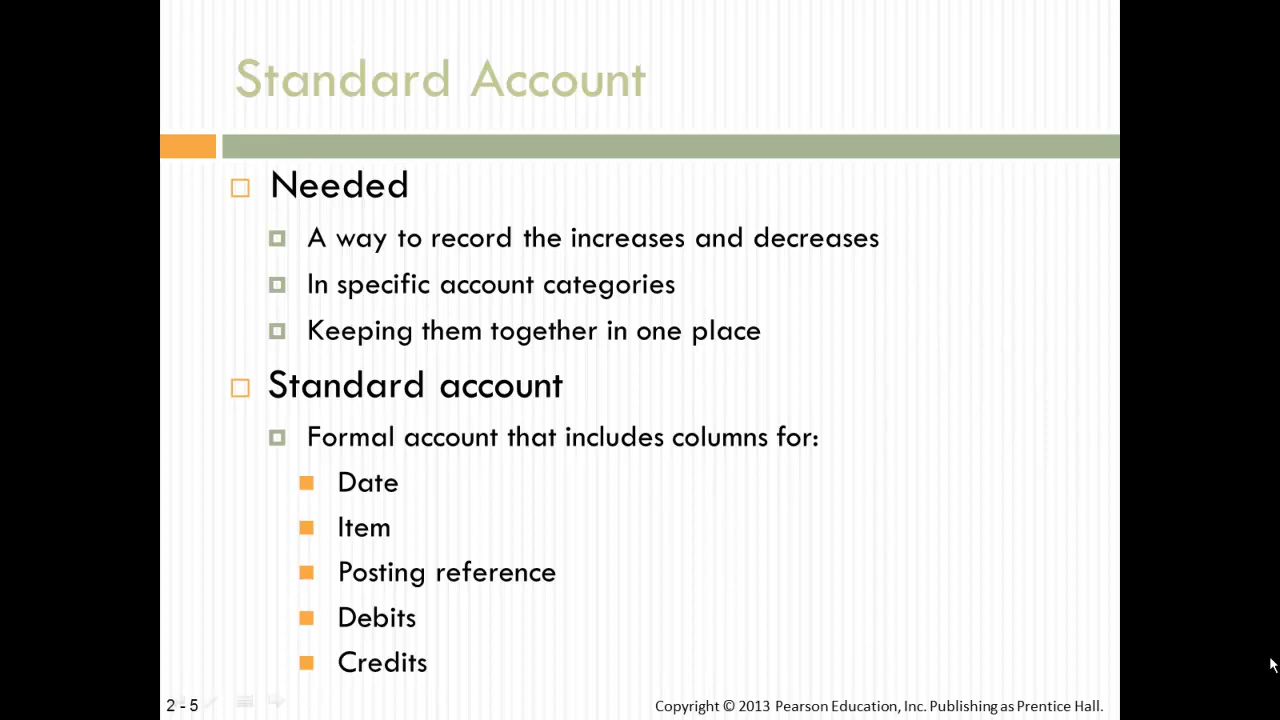 Standard Account
Needed
A way to record the increases and decreases
In specific account categories
Keeping them together in one place
Standard account
Formal account that includes columns for:
Date
Item
Posting reference
Debits
Credits
2 - 5
Copyright © 2013 Pearson Education, Inc. Publishing as Prentice Hall.